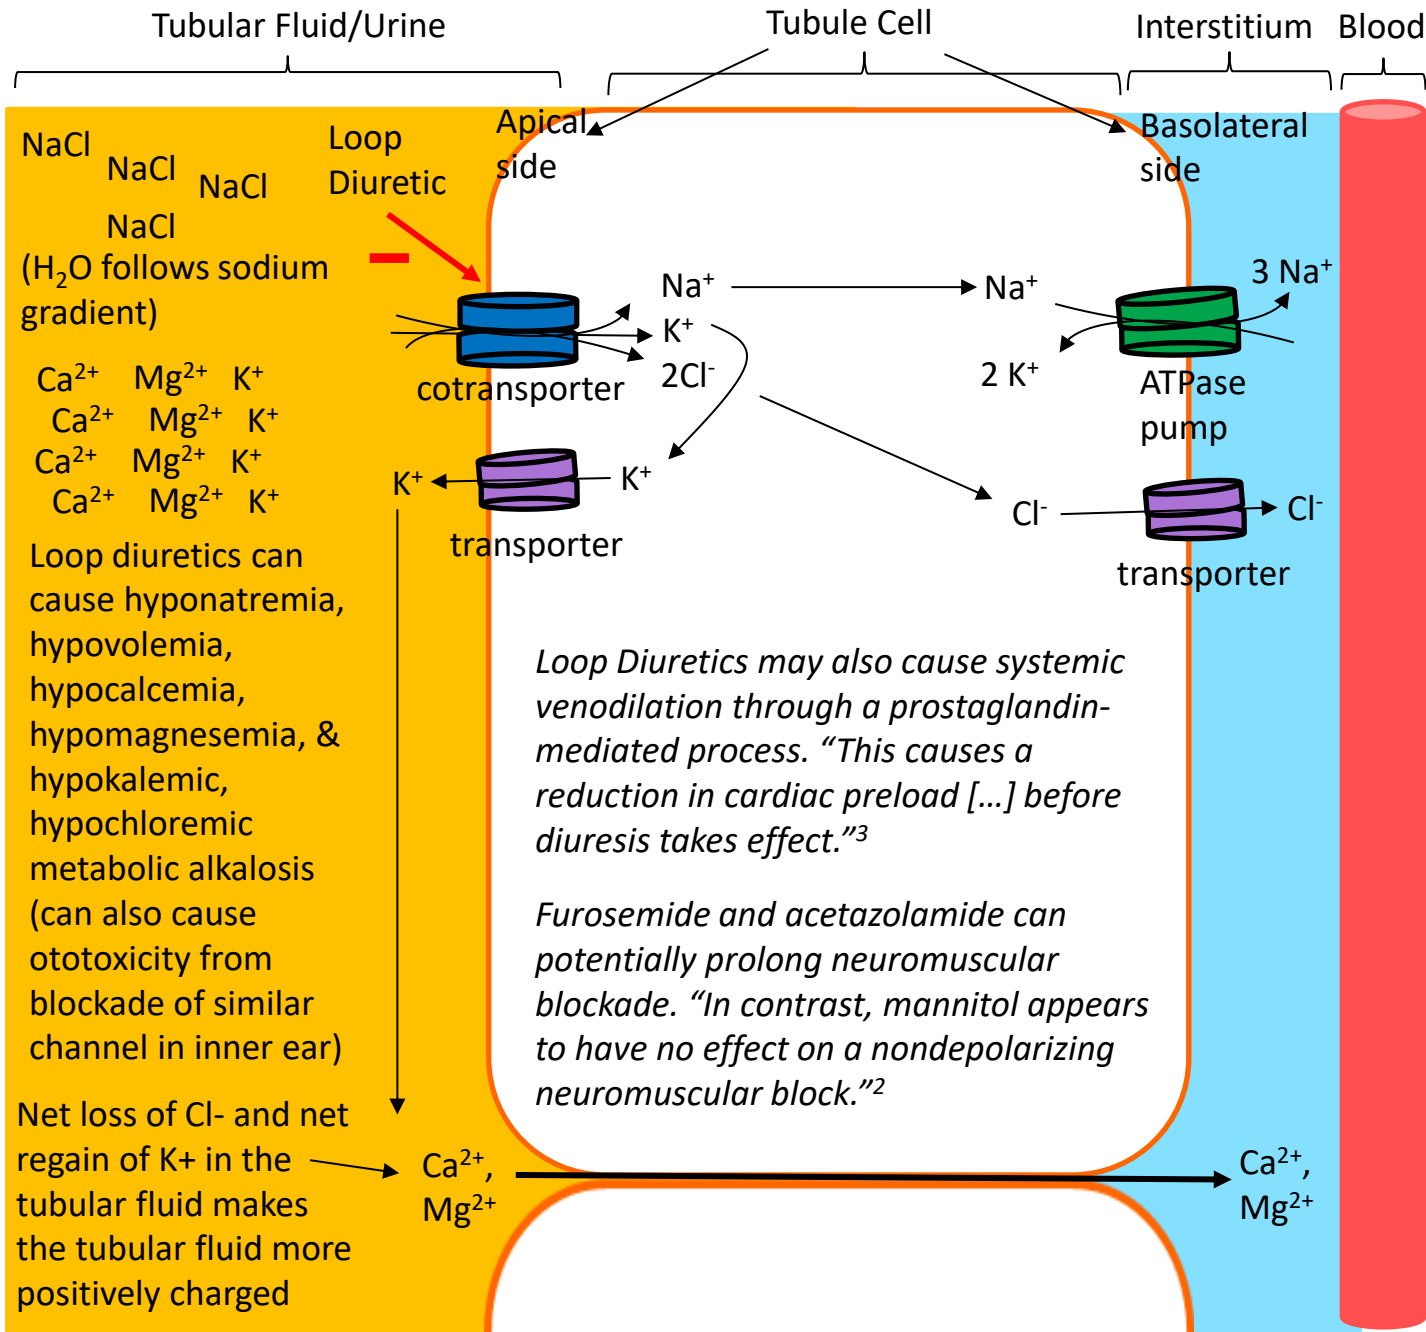 Tubular Fluid/Urine
Tubule Cell
Interstitium
Blood
NaCl
NaCl
NaCl
NaCl
(H₂O follows sodium
gradient)
Loop
Diuretic
Apical
side
Basolateral
side
Na⁺
K⁺
2Cl⁻
cotransporter
Na⁺
3 Na⁺
2 K⁺
ATPase
pump
Ca²⁺ Mg²⁺ K⁺
Ca²⁺ Mg²⁺ K⁺
Ca²⁺ Mg²⁺ K⁺
Ca²⁺ Mg²⁺ K⁺
K⁺
K⁺
transporter
Cl⁻
Cl⁻
transporter
Loop diuretics can
cause hyponatremia,
hypovolemia,
hypocalcemia,
hypomagnesemia, &
hypokalemic,
hypochloremic
metabolic alkalosis
(can also cause
ototoxicity from
blockade of similar
channel in inner ear)
Loop Diuretics may also cause systemic
venodilation through a prostaglandin-
mediated process. “This causes a
reduction in cardiac preload […] before
diuresis takes effect.”³
Furosemide and acetazolamide can
potentially prolong neuromuscular
blockade. “In contrast, mannitol appears
to have no effect on a nondepolarizing
neuromuscular block.”²
Net loss of Cl- and net
regain of K+ in the
tubular fluid makes
the tubular fluid more
positively charged
Ca²⁺,
Mg²⁺
Ca²⁺,
Mg²⁺